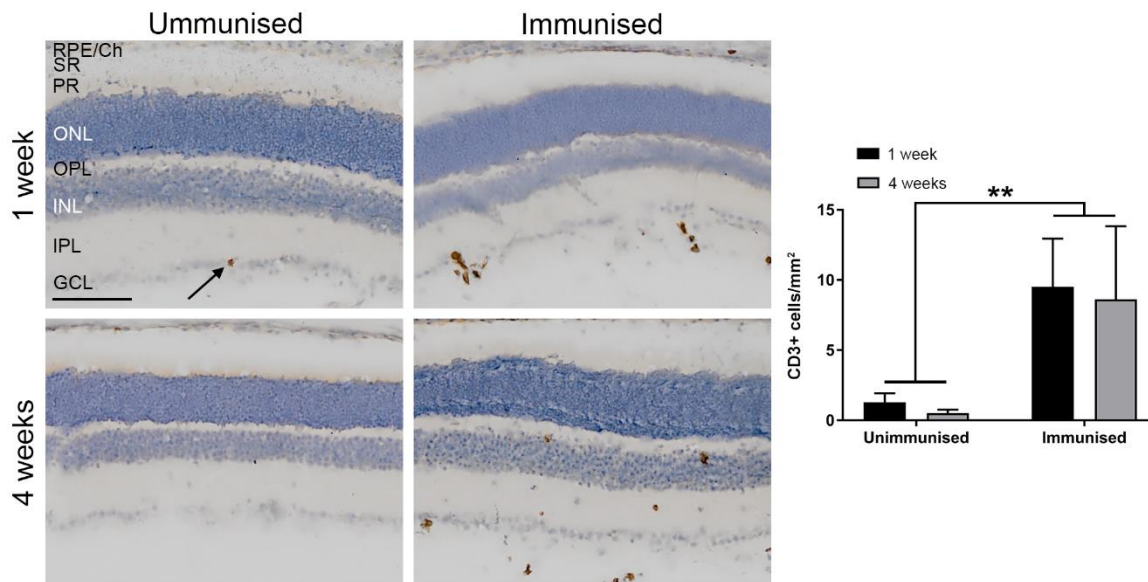 Ummunised
Immunised
1 week
RPE/Ch
SR
PR
ONL
OPL
INL
IPL
GCL
4 weeks
1 week
4 weeks
**
CD3+ cells/mm²
15
10
5
0
Unimmunised
Immunised